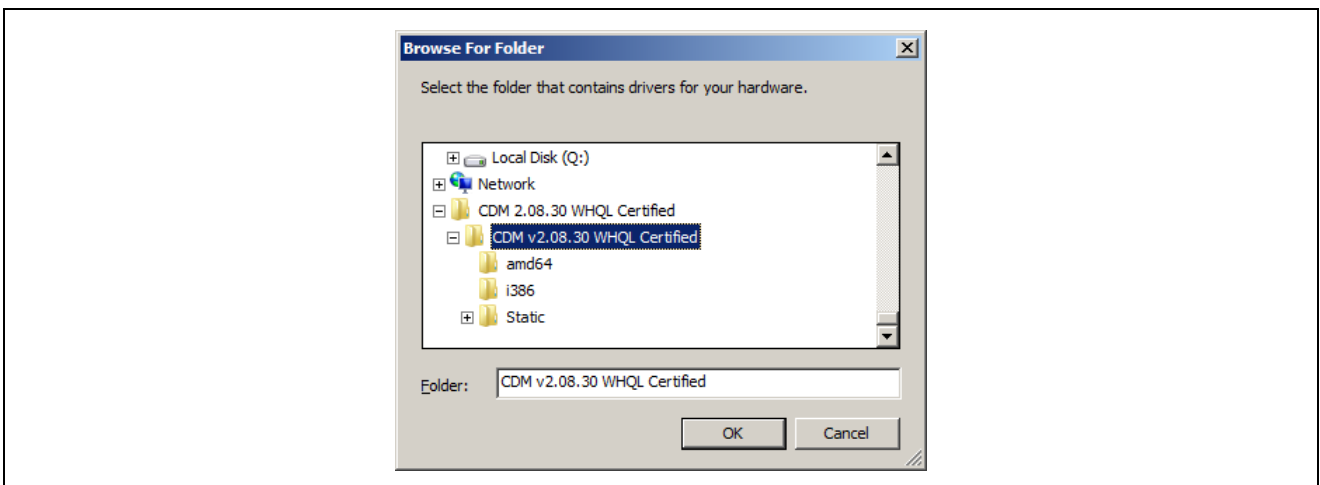 Browse For Folder
Select the folder that contains drivers for your hardware.
Local Disk (Q:)
Network
CDM 2.08.30 WHQL Certified
CDM v2.08.30 WHQL Certified
amd64
i386
Static
Folder: CDM v2.08.30 WHQL Certified
OK Cancel